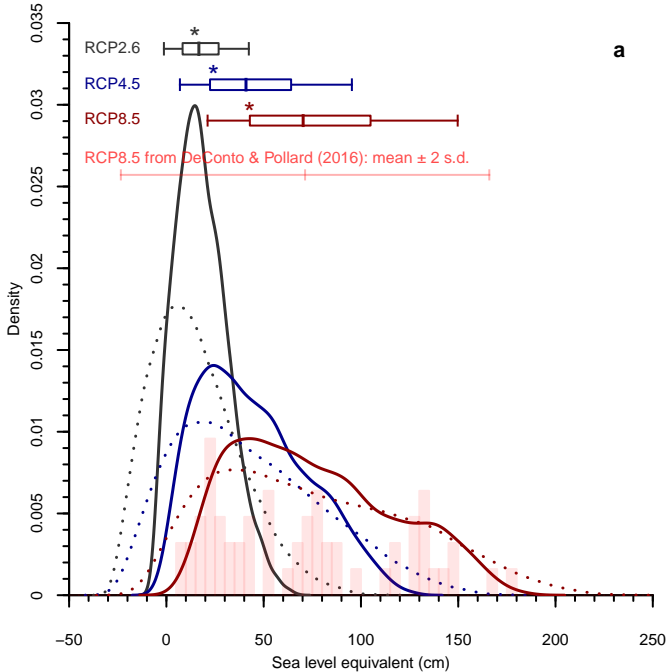 a
RCP2.6
*
RCP4.5
*
RCP8.5
*
RCP8.5 from DeConto & Pollard (2016): mean ± 2 s.d.
Density
0.035
0.03
0.025
0.02
0.015
0.01
0.005
0
−50 0 50 100 150 200 250
Sea level equivalent (cm)